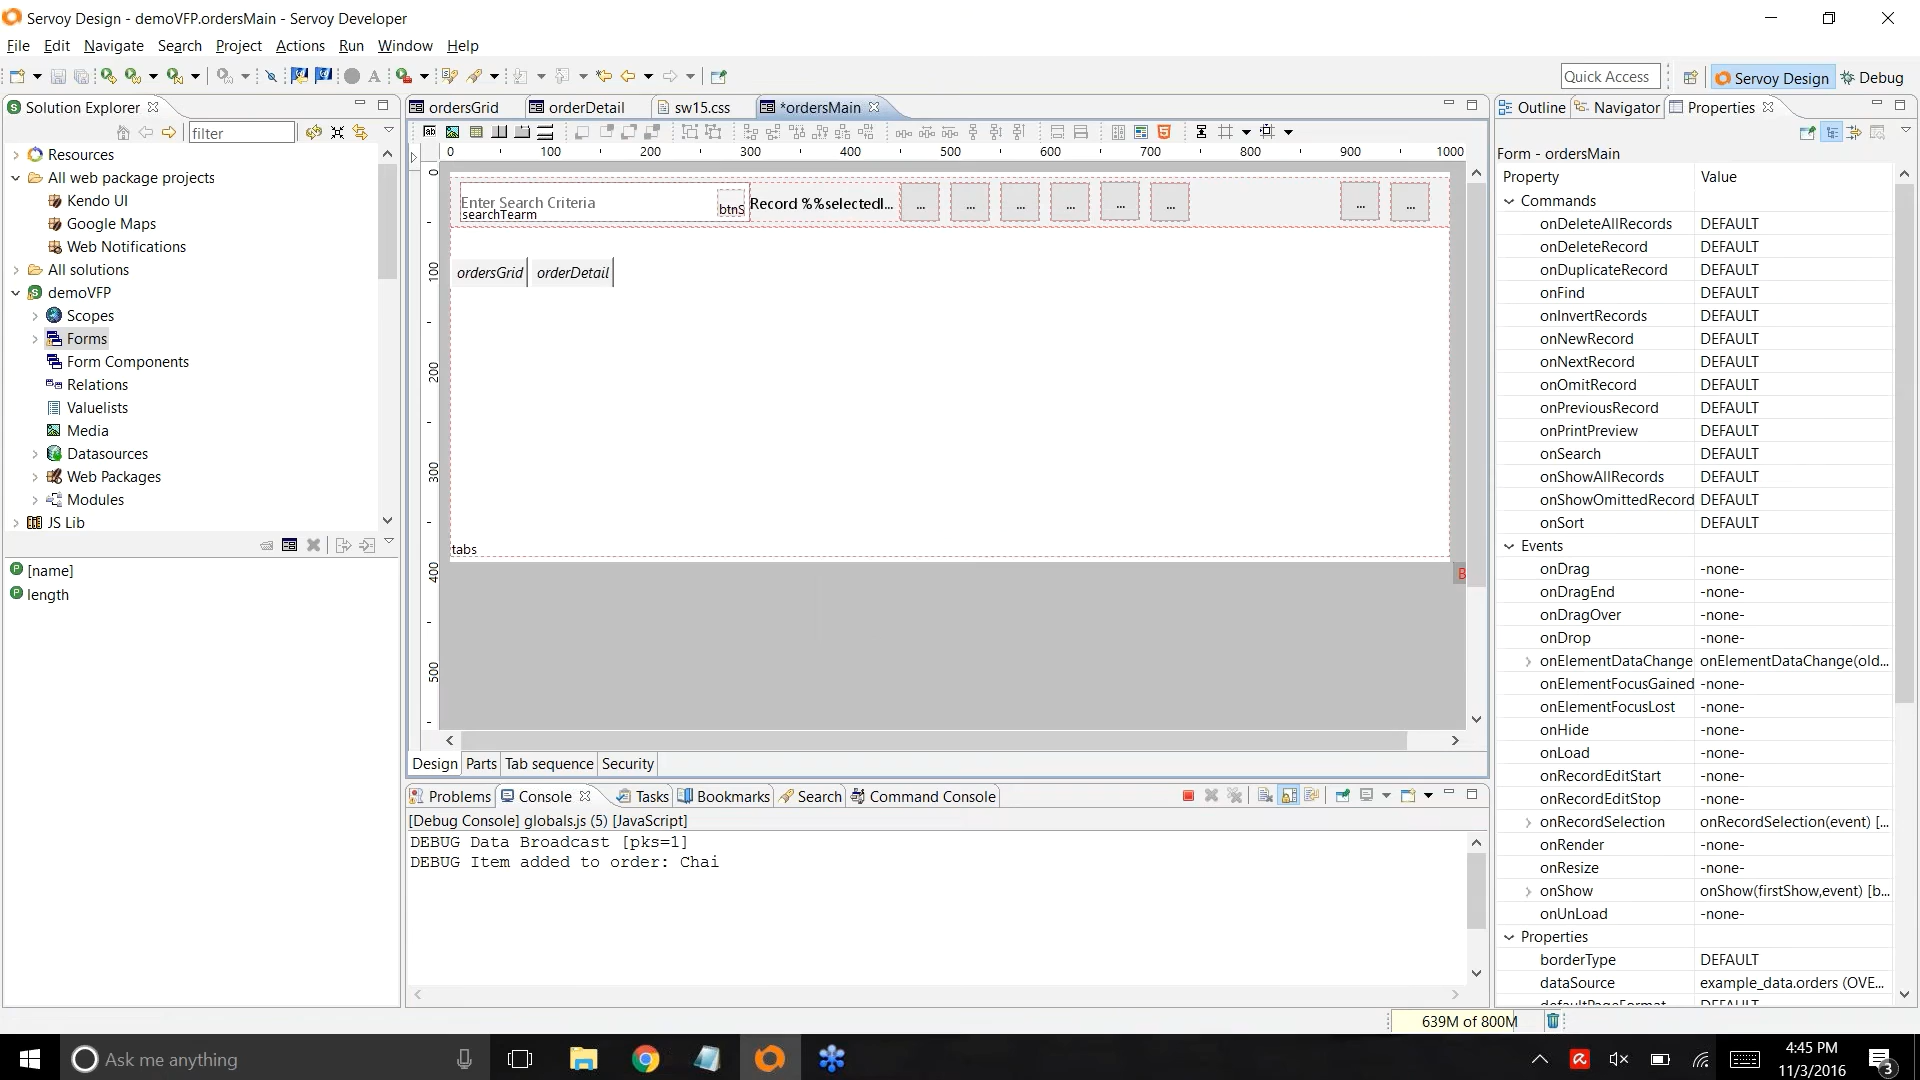 Servoy Design - demoVFP.ordersMain - Servoy Developer
File Edit Navigate Search Project Actions Run Window Help
Quick Access
Servoy Design
Debug
Solution Explorer
filter
Resources
All web package projects
Kendo UI
Google Maps
Web Notifications
All solutions
demoVFP
Scopes
Forms
Form Components
Relations
Valuelists
Media
Datasources
Web Packages
Modules
JS Lib
[name]
length
ordersGrid orderDetail sw15.css *ordersMain
0 100 200 300 400 500 600 700 800 900 1000
0
100
200
300
400
500
Enter Search Criteria
searchTearm
btnS
Record %%selectedI...
... ... ... ... ... ... ... ...
ordersGrid orderDetail
tabs
B
Design Parts Tab sequence Security
Problems Console Tasks Bookmarks Search Command Console
[Debug Console] globals.js (5) [JavaScript]
DEBUG Data Broadcast [pks=1]
DEBUG Item added to order: Chai
Outline Navigator Properties
Form - ordersMain
Property Value
Commands
onDeleteAllRecords DEFAULT
onDeleteRecord DEFAULT
onDuplicateRecord DEFAULT
onFind DEFAULT
onInvertRecords DEFAULT
onNewRecord DEFAULT
onNextRecord DEFAULT
onOmitRecord DEFAULT
onPreviousRecord DEFAULT
onPrintPreview DEFAULT
onSearch DEFAULT
onShowAllRecords DEFAULT
onShowOmittedRecord DEFAULT
onSort DEFAULT
Events
onDrag -none-
onDragEnd -none-
onDragOver -none-
onDrop -none-
onElementDataChange onElementDataChange(old...
onElementFocusGained -none-
onElementFocusLost -none-
onHide -none-
onLoad -none-
onRecordEditStart -none-
onRecordEditStop -none-
onRecordSelection onRecordSelection(event) [...
onRender -none-
onResize -none-
onShow onShow(firstShow,event) [b...
onUnLoad -none-
Properties
borderType DEFAULT
dataSource example_data.orders (OVE...
defaultPageFormat DEFAULT
639M of 800M
Ask me anything
4:45 PM
11/3/2016
3